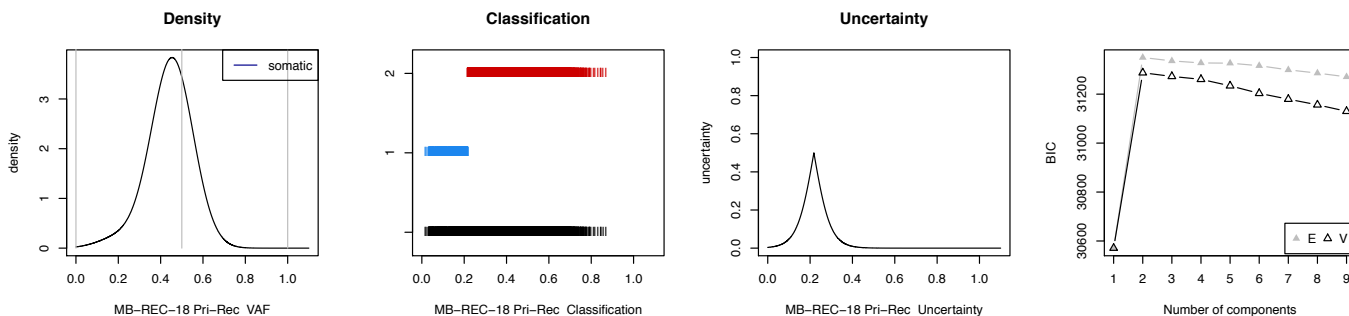 Density
density
0 1 2 3
0.0 0.2 0.4 0.6 0.8 1.0
somatic
MB−REC−18 Pri−Rec VAF
Classification
1 2
0.0 0.2 0.4 0.6 0.8 1.0
MB−REC−18 Pri−Rec Classification
Uncertainty
uncertainty
0.0 0.2 0.4 0.6 0.8 1.0
0.0 0.2 0.4 0.6 0.8 1.0
MB−REC−18 Pri−Rec Uncertainty
BIC
30600 30800 31000 31200
1 2 3 4 5 6 7 8 9
E V
Number of components